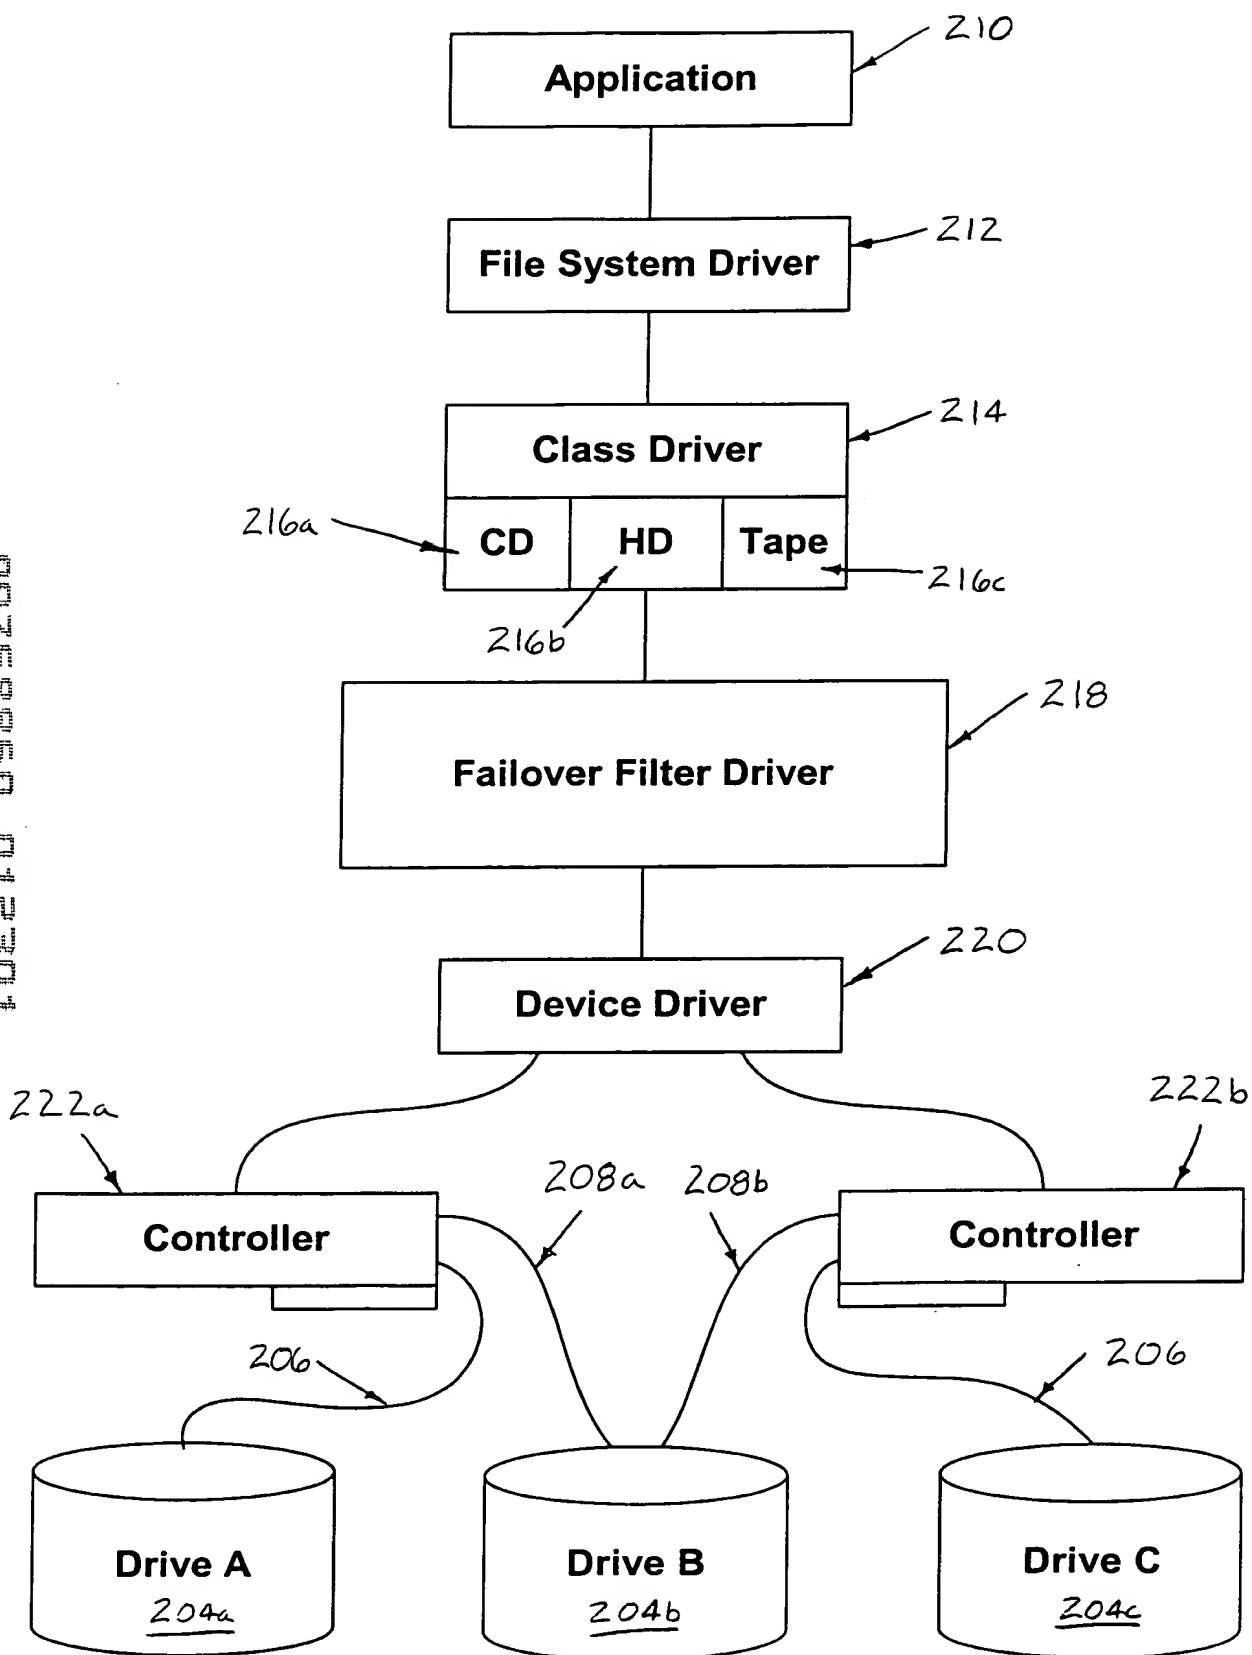 210
Application
212
File System Driver
214
Class Driver
216a
CD
HD
Tape
216c
216b
218
Failover Filter Driver
220
Device Driver
222a
222b
208a
208b
Controller
Controller
206
206
Drive A
204a
Drive B
204b
Drive C
204c